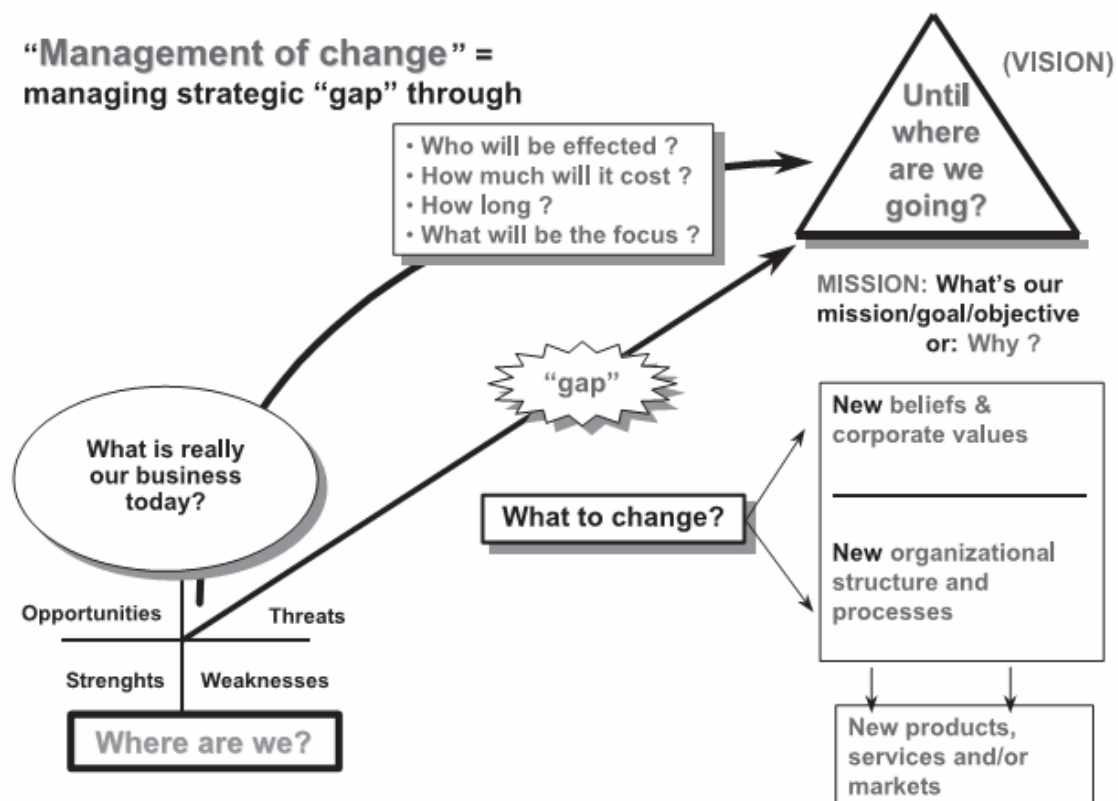 “Management of change” =
managing strategic “gap” through
(VISION)
Until
where
are we
going?
• Who will be effected ?
• How much will it cost ?
• How long ?
• What will be the focus ?
MISSION: What's our
mission/goal/objective
or: Why ?
“gap”
What is really
our business
today?
New beliefs &
corporate values
What to change?
New organizational
structure and
processes
Opportunities
Threats
Strenghts
Weaknesses
Where are we?
New products,
services and/or
markets